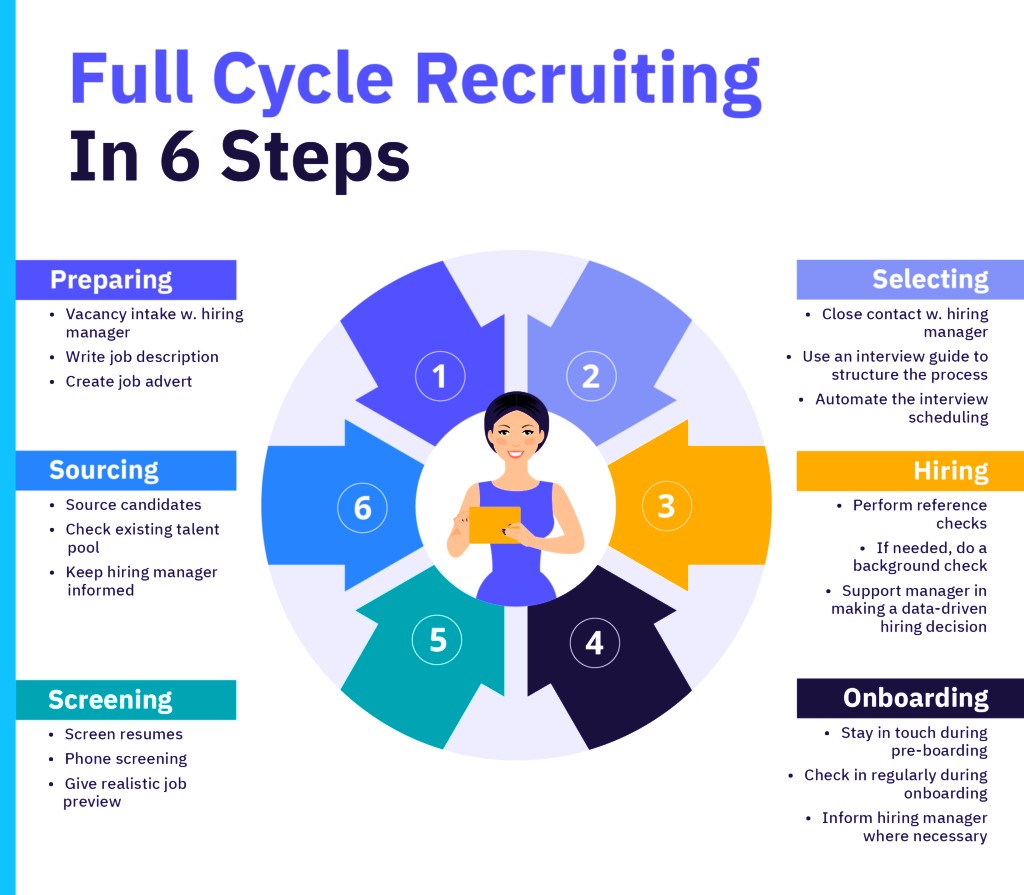 Full Cycle Recruiting
In 6 Steps
Preparing
• Vacancy intake w. hiring
manager
• Write job description
• Create job advert
Sourcing
• Source candidates
• Check existing talent
pool
• Keep hiring manager
informed
Screening
• Screen resumes
• Phone screening
• Give realistic job
preview
1
2
3
4
5
6
Selecting
• Close contact w. hiring
manager
• Use an interview guide to
structure the process
• Automate the interview
scheduling
Hiring
• Perform reference
checks
• If needed, do a
background check
• Support manager in
making a data-driven
hiring decision
Onboarding
• Stay in touch during
pre-boarding
• Check in regularly during
onboarding
• Inform hiring manager
where necessary